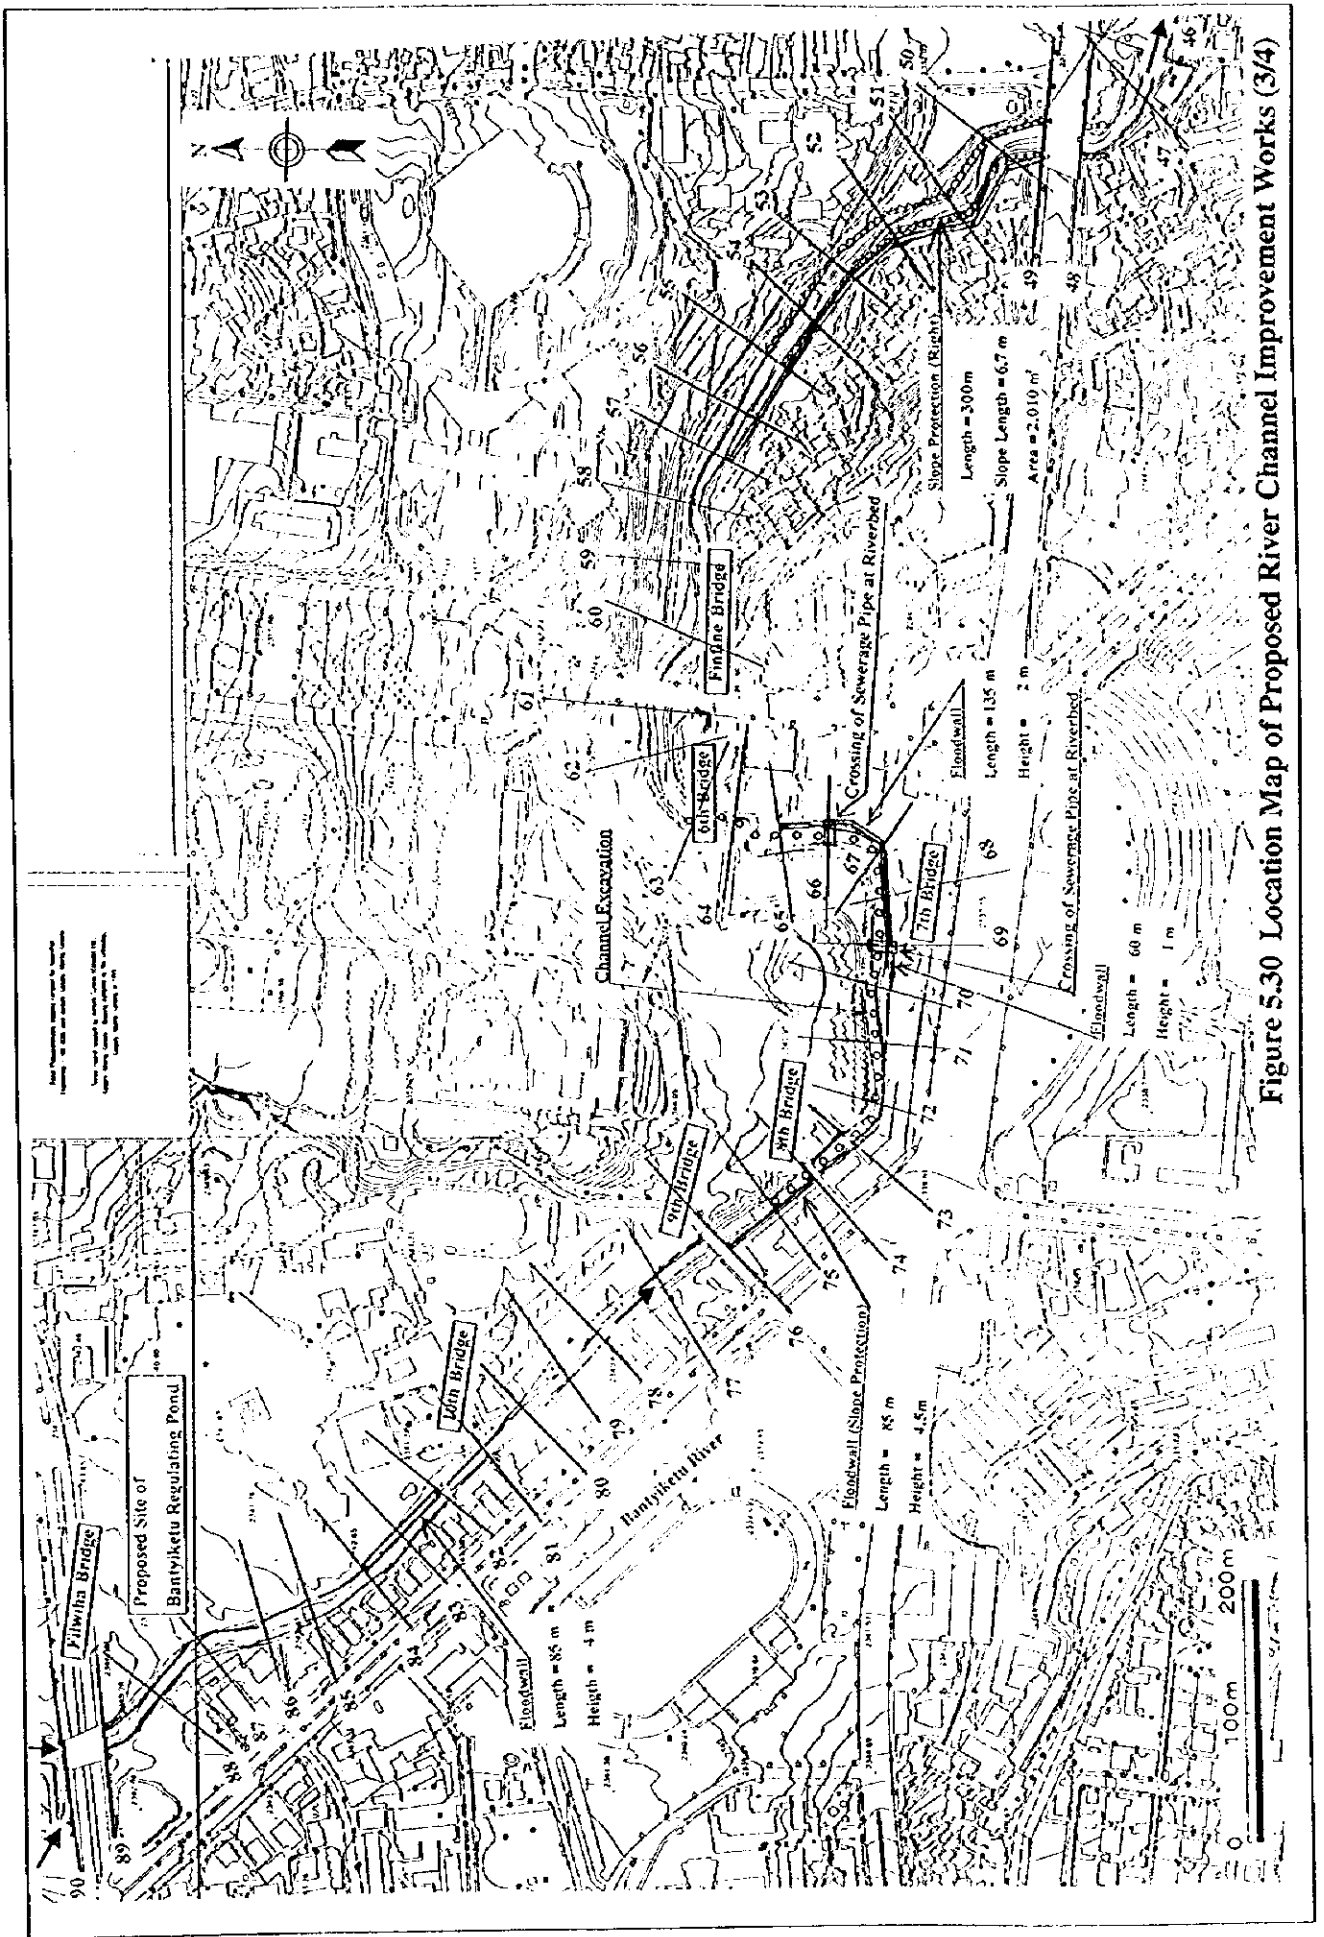 Filwiha Bridge
Proposed Site of
Bantyiketu Regulating Pond
10th Bridge
9th Bridge
8th Bridge
Channel Excavation
6th Bridge
Finfine Bridge
7th Bridge
Bantyiketu River
N
90
89
88
87
86
85
84
83
82
81
80
79
78
77
76
75
74
73
72
71
70
69
68
67
66
65
64
63
62
61
60
59
58
57
56
55
54
53
52
51
50
49
48
47
46
Floodwall
Length = 85 m
Heigth = 4 m
Floodwall (Slope Protection)
Length = 85 m
Height = 4.5m
Floodwall
Length = 60 m
Height = 1 m
Crossing of Sewerage Pipe at Riverbed
Floodwall
Length = 135 m
Height = 2 m
Crossing of Sewerage Pipe at Riverbed
Slope Protection (Right)
Length =300m
Slope Length = 6.7 m
Area = 2,010 m²
0 100m 200m
Figure 5.30 Location Map of Proposed River Channel Improvement Works (3/4)